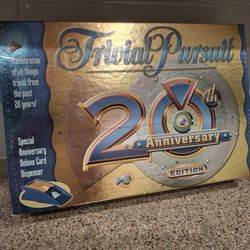 Trivial Pursuit
A celebration
of all things
trivial from
the past
20 years!
20th
Anniversary
EDITION
Special
Anniversary
Deluxe Card
Dispenser